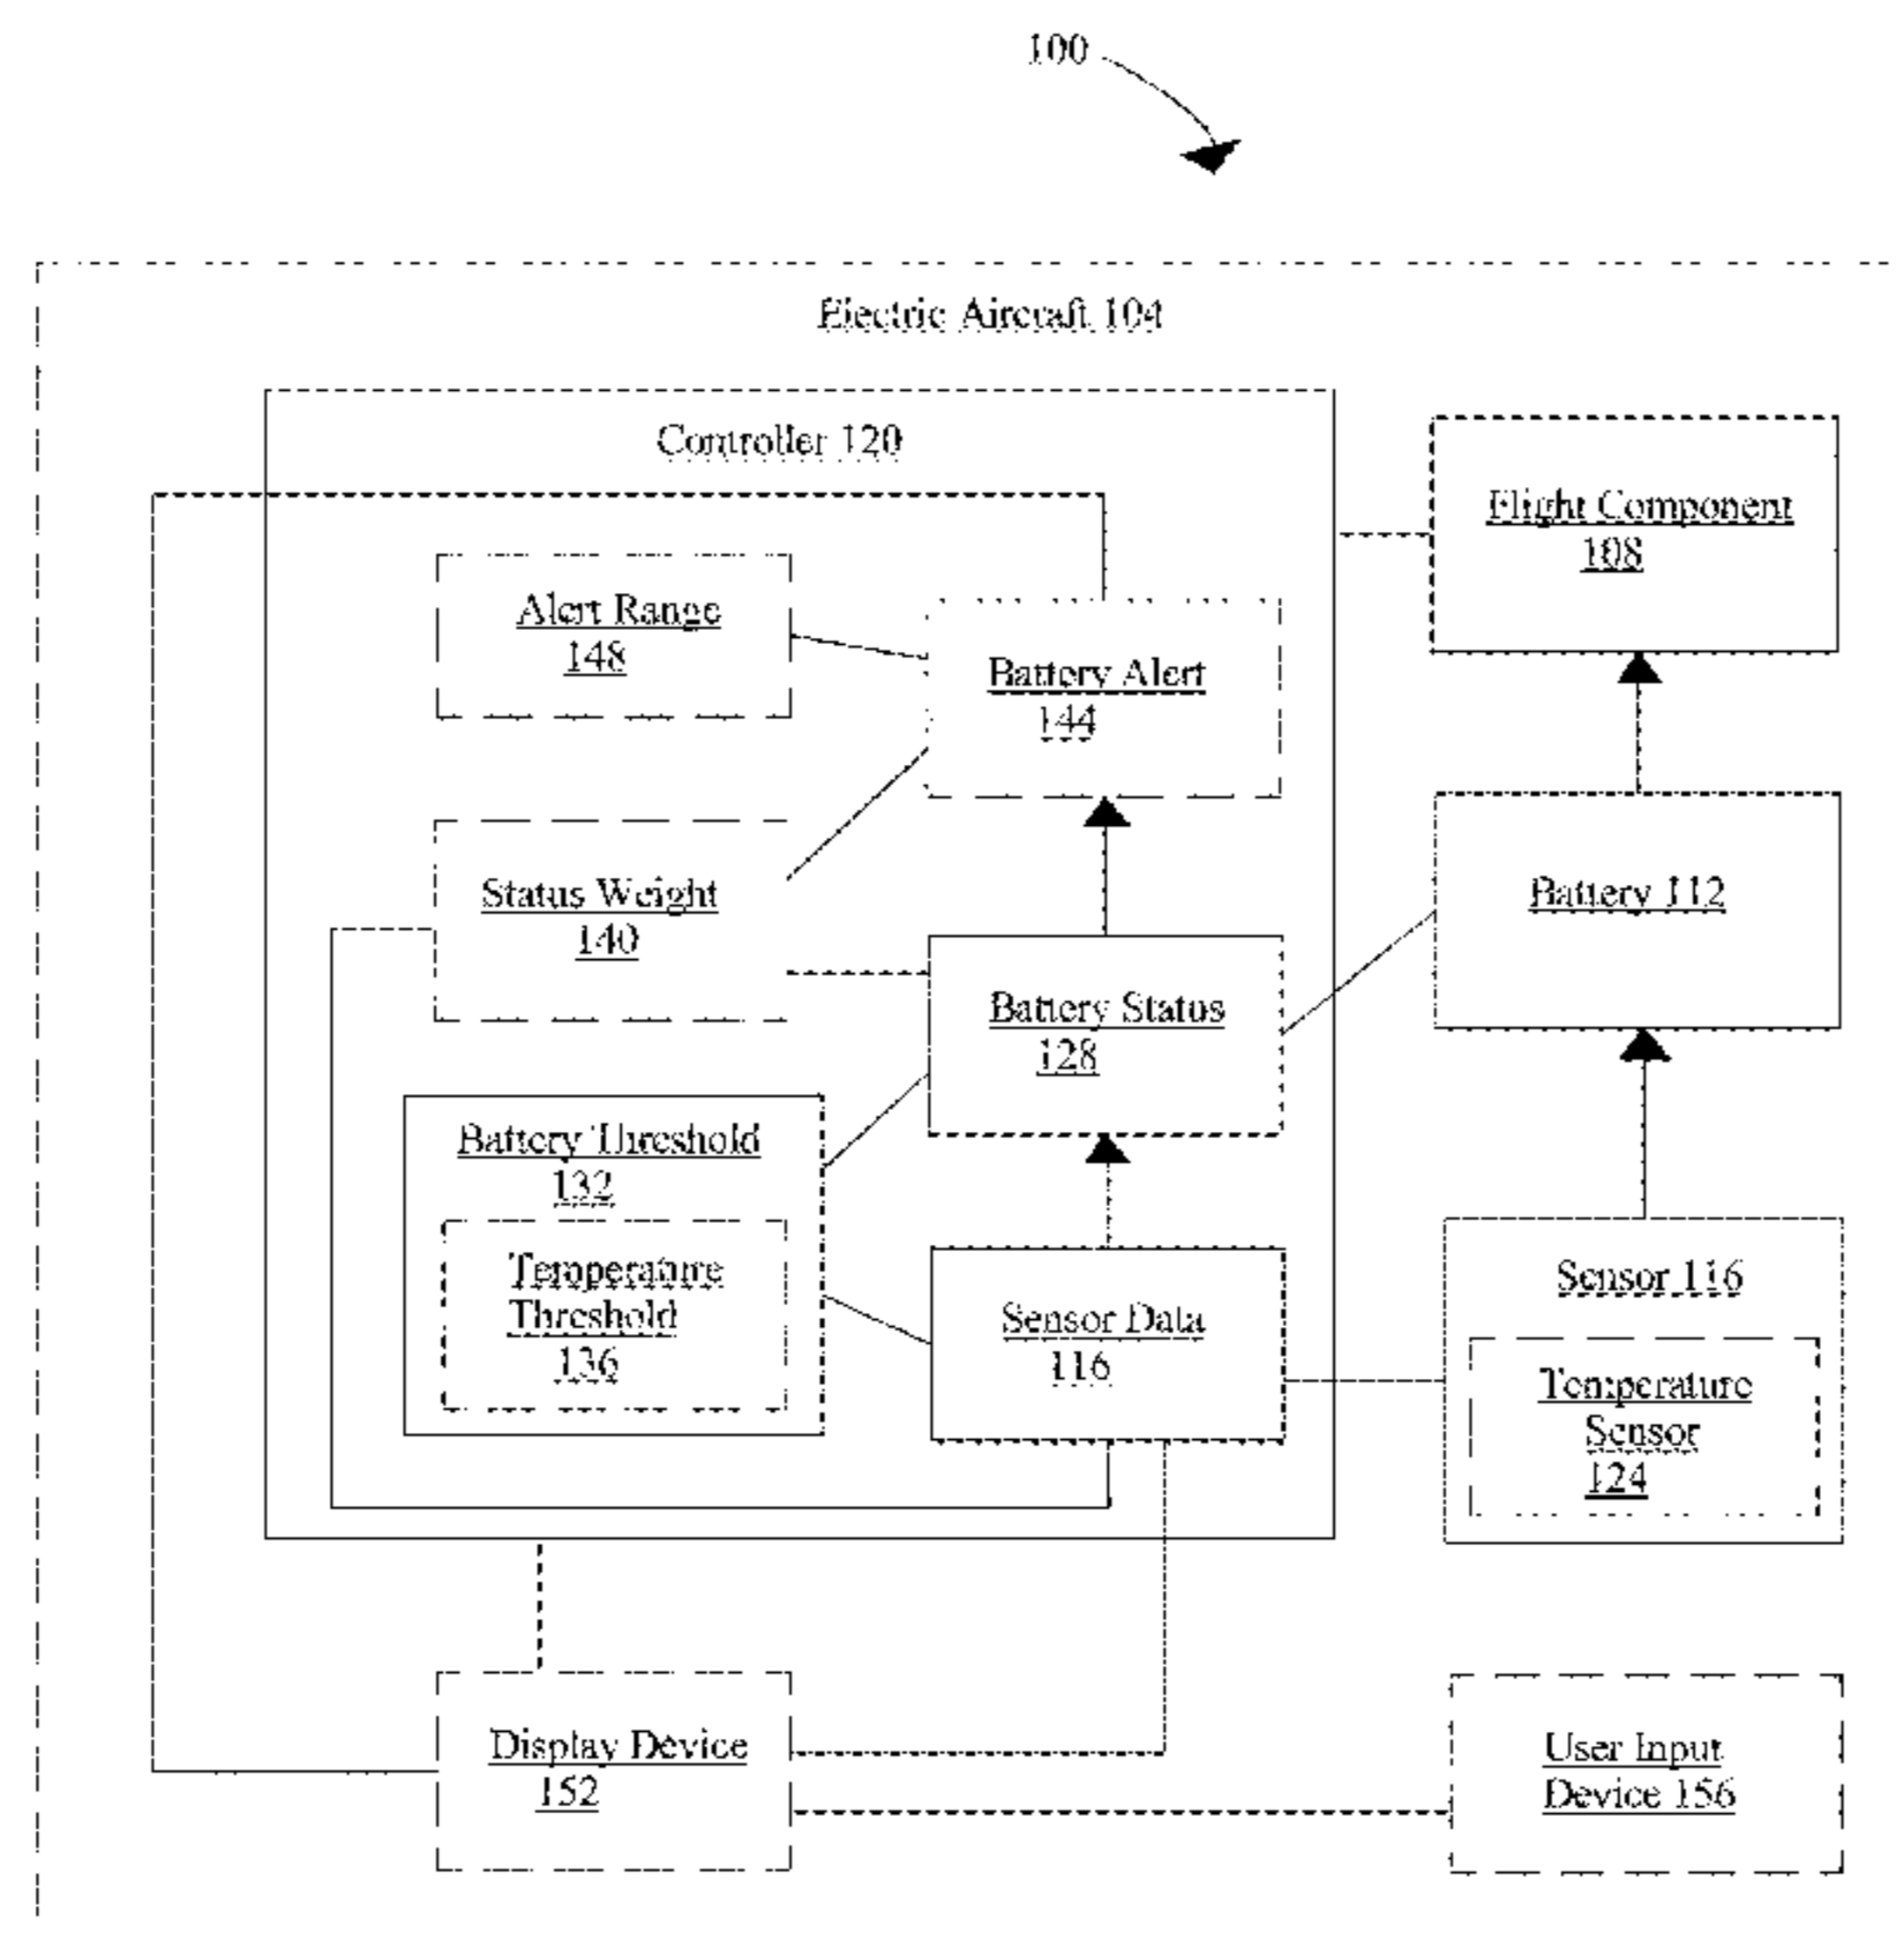 100
Electric Aircraft 104
Controller 120
Flight Component
108
Alert Range
148
Battery Alert
144
Status Weight
140
Battery 112
Battery Status
128
Battery Threshold
132
Temperature
Threshold
136
Sensor Data
116
Sensor 116
Temperature
Sensor
124
Display Device
152
User Input
Device 156